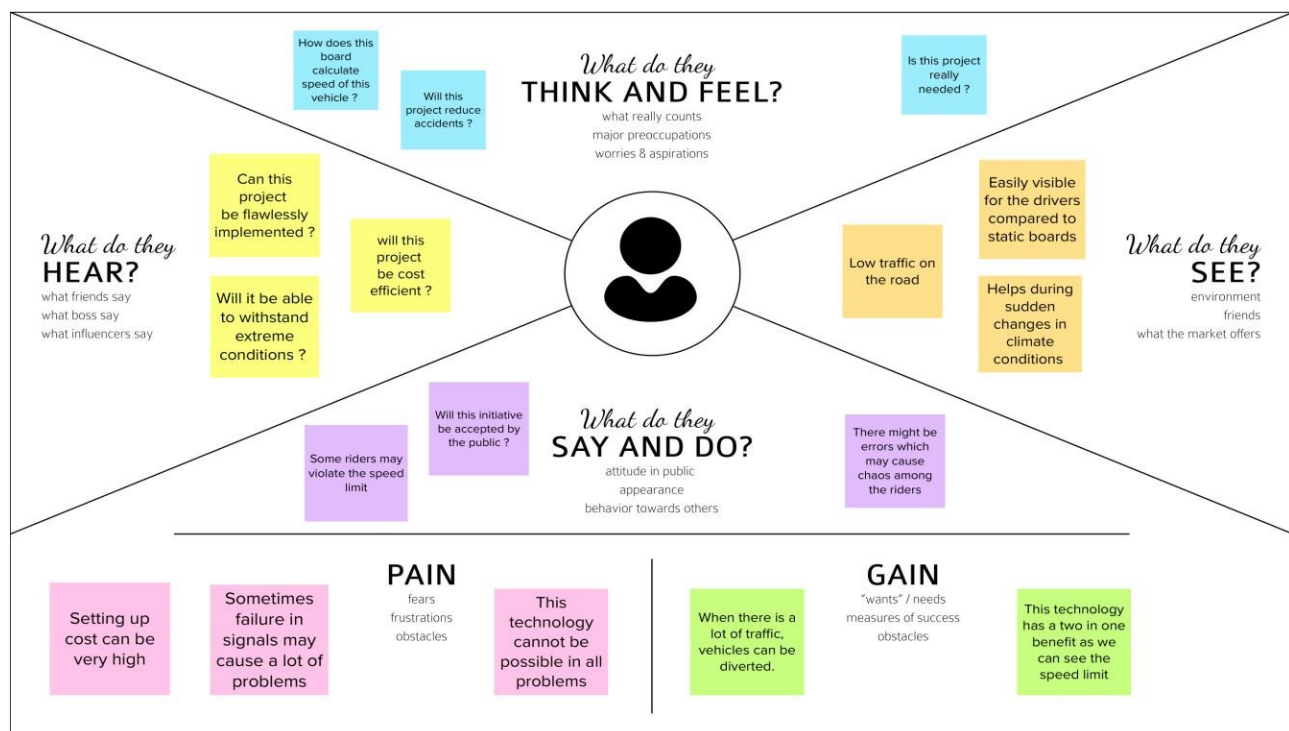 How does this
board
calculate
speed of this
vehicle ?
Will this
project reduce
accidents ?
What do they
THINK AND FEEL?
what really counts
major preoccupations
worries & aspirations
Is this project
really
needed ?
What do they
HEAR?
what friends say
what boss say
what influencers say
Can this
project
be flawlessly
implemented ?
will this
project
be cost
efficient ?
Will it be able
to withstand
extreme
conditions ?
Low traffic on
the road
Easily visible
for the drivers
compared to
static boards
Helps during
sudden
changes in
climate
conditions
What do they
SEE?
environment
friends
what the market offers
Some riders may
violate the speed
limit
Will this initiative
be accepted by
the public ?
What do they
SAY AND DO?
attitude in public
appearance
behavior towards others
There might be
errors which
may cause
chaos among
the riders
Setting up
cost can be
very high
Sometimes
failure in
signals may
cause a lot of
problems
PAIN
fears
frustrations
obstacles
This
technology
cannot be
possible in all
problems
When there is a
lot of traffic,
vehicles can be
diverted.
GAIN
"wants" / needs
measures of success
obstacles
This technology
has a two in one
benefit as we
can see the
speed limit